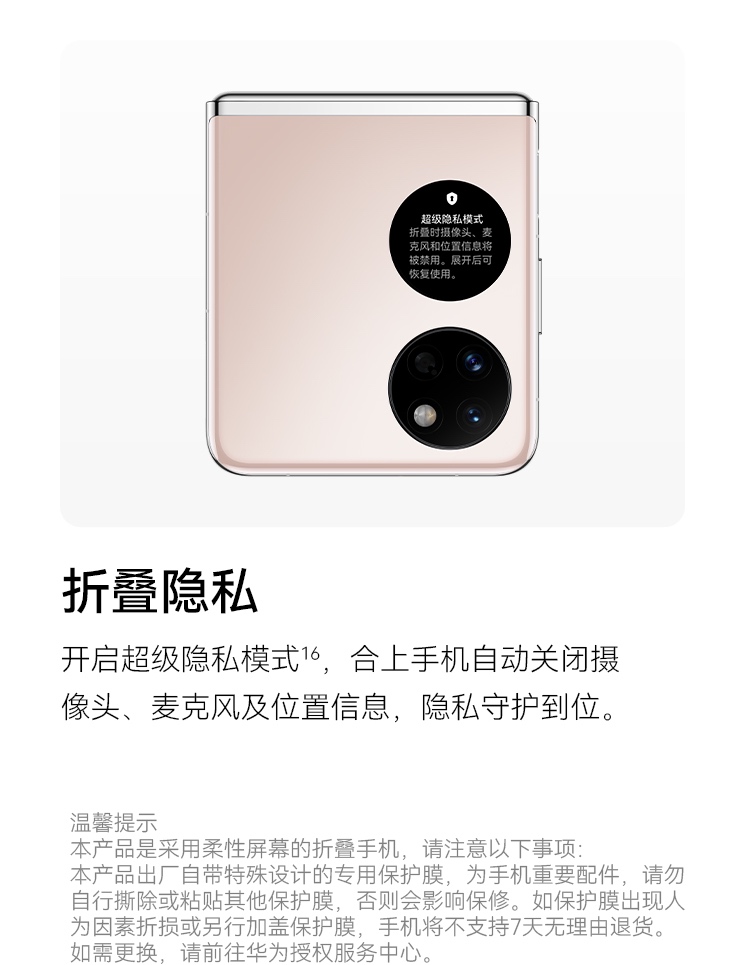 超级隐私模式
折叠时摄像头、麦
克风和位置信息将
被禁用。展开后可
恢复使用。
折叠隐私
开启超级隐私模式16，合上手机自动关闭摄
像头、麦克风及位置信息，隐私守护到位。
温馨提示
本产品是采用柔性屏幕的折叠手机，请注意以下事项：
本产品出厂自带特殊设计的专用保护膜，为手机重要配件，请勿
自行撕除或粘贴其他保护膜，否则会影响保修。如保护膜出现人
为因素折损或另行加盖保护膜，手机将不支持7天无理由退货。
如需更换，请前往华为授权服务中心。